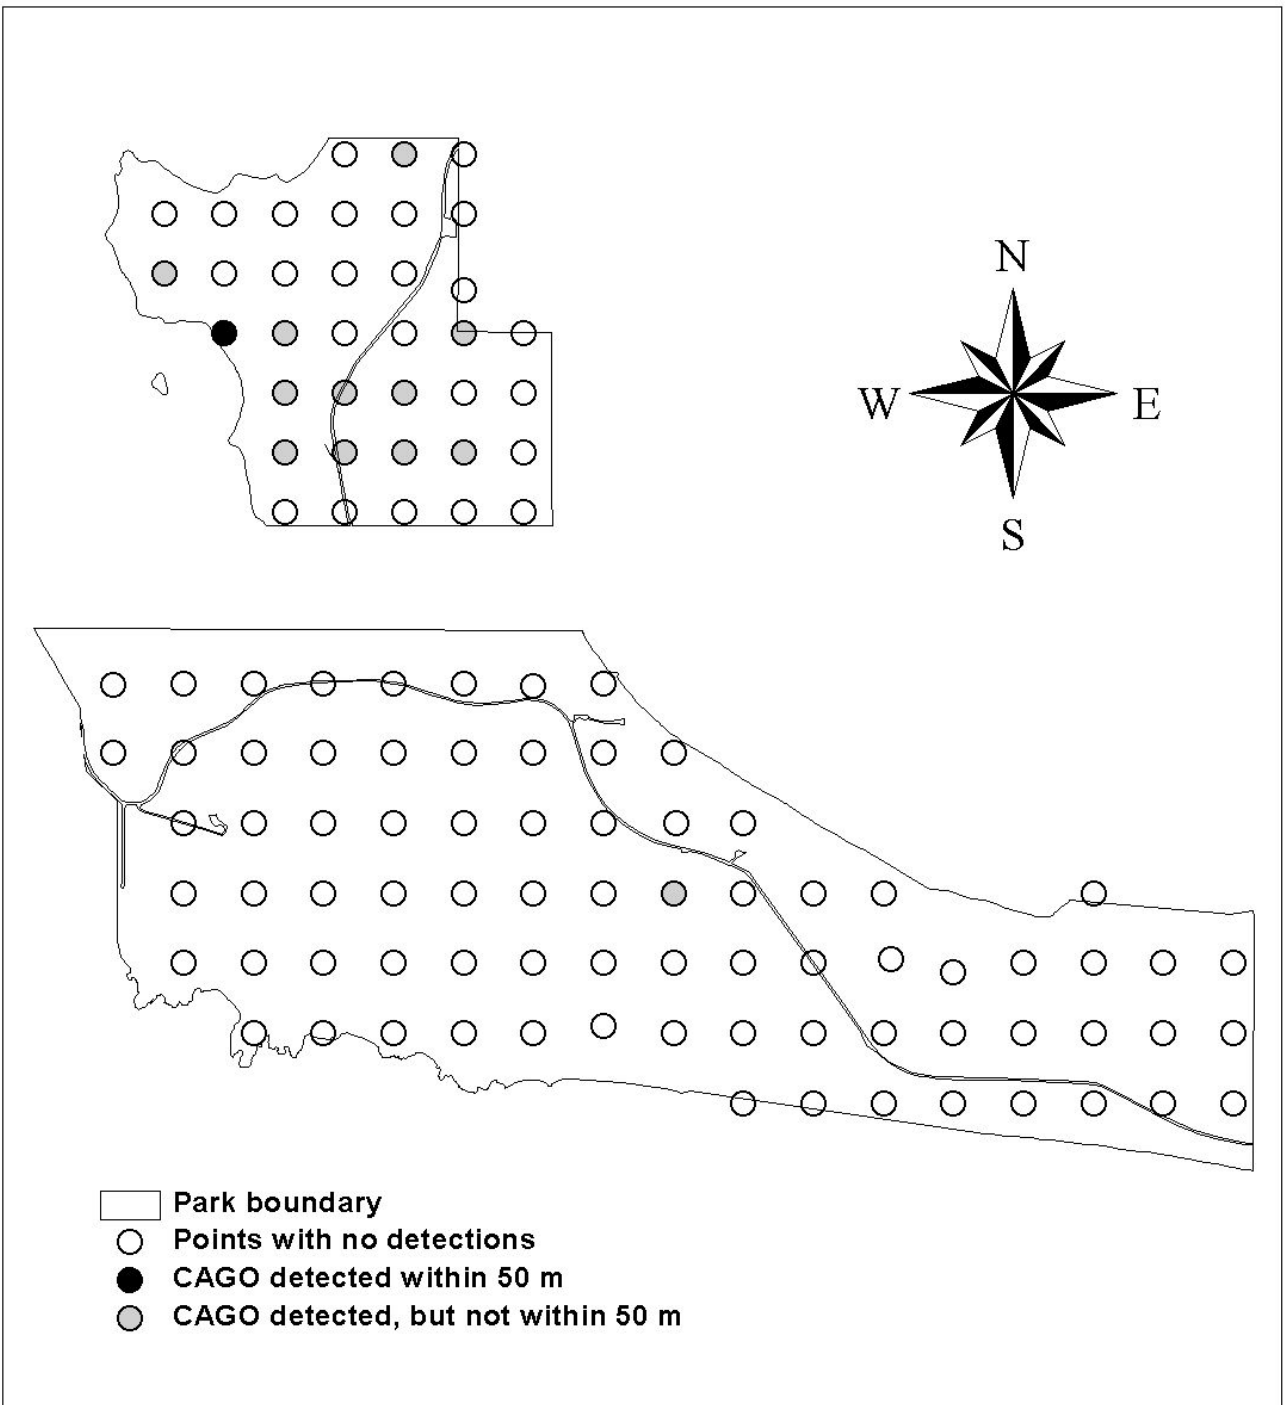 N
W
E
S
Park boundary
Points with no detections
CAGO detected within 50 m
CAGO detected, but not within 50 m